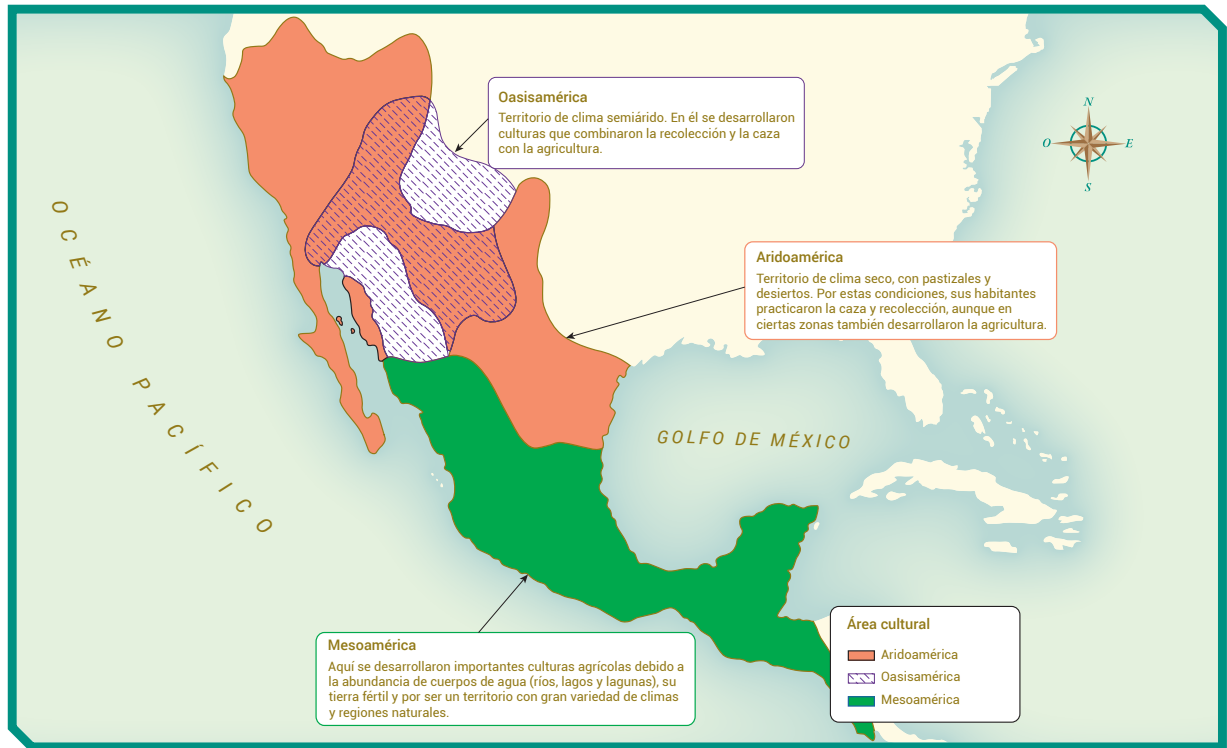 Oasisamérica
Territorio de clima semiárido. En él se desarrollaron
culturas que combinaron la recolección y la caza
con la agricultura.
N
O
E
S
OCÉANO PACÍFICO
Aridoamérica
Territorio de clima seco, con pastizales y
desiertos. Por estas condiciones, sus habitantes
practicaron la caza y recolección, aunque en
ciertas zonas también desarrollaron la agricultura.
GOLFO DE MÉXICO
Mesoamérica
Aquí se desarrollaron importantes culturas agrícolas debido a
la abundancia de cuerpos de agua (ríos, lagos y lagunas), su
tierra fértil y por ser un territorio con gran variedad de climas
y regiones naturales.
Área cultural
Aridoamérica
Oasisamérica
Mesoamérica